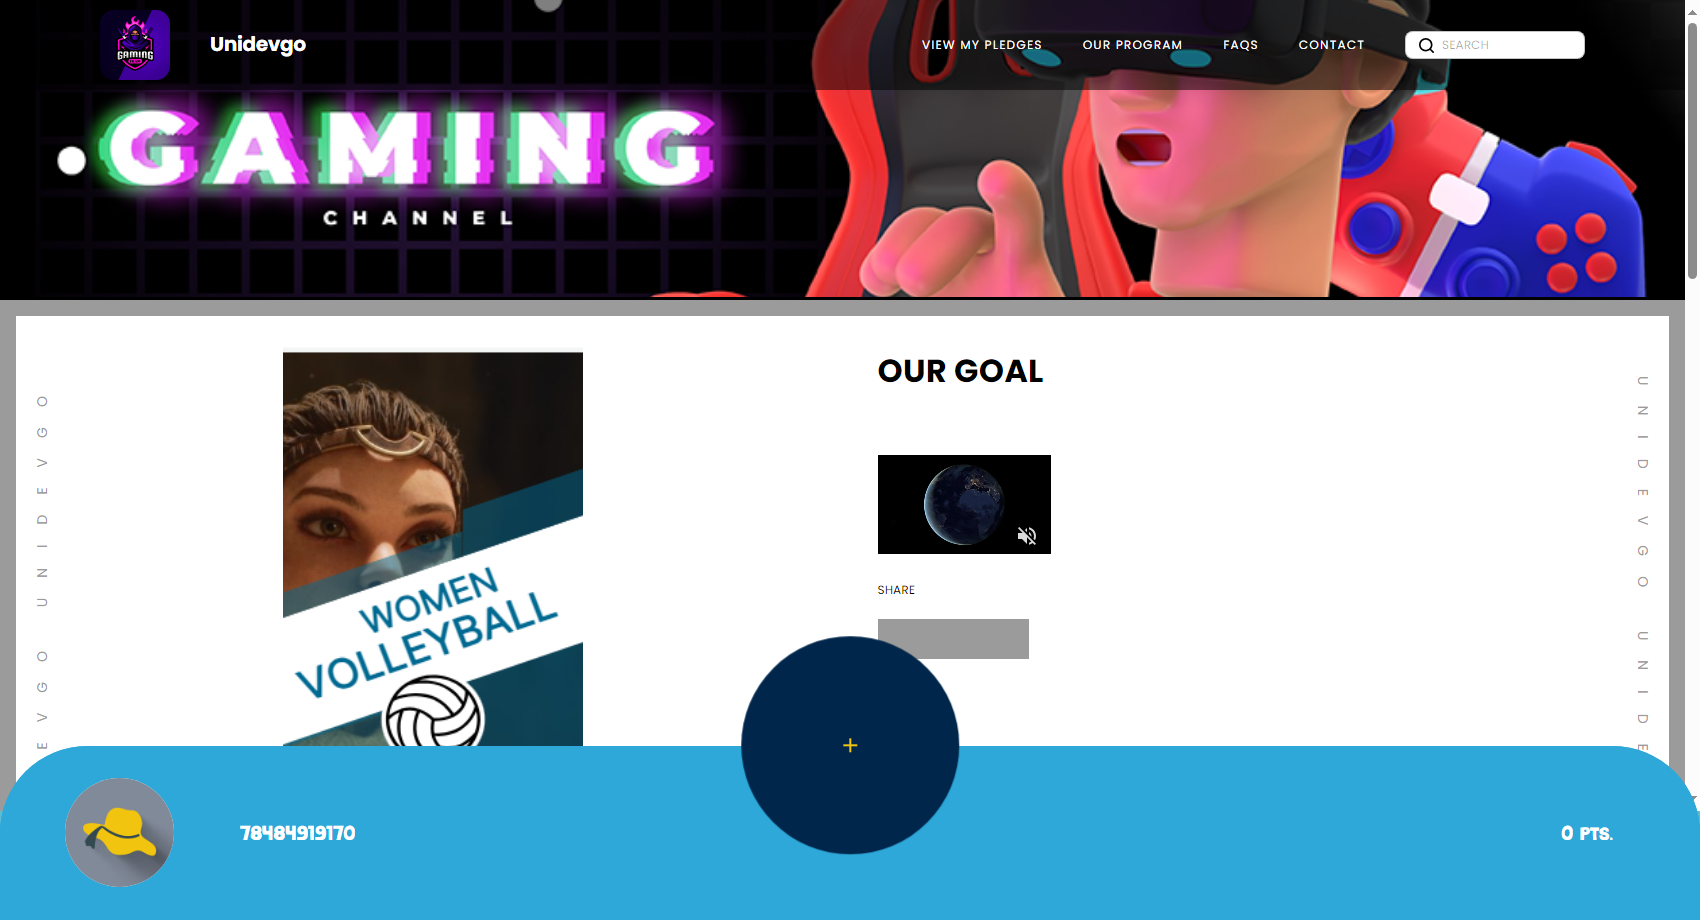 GAMING
Unidevgo
VIEW MY PLEDGES
OUR PROGRAM
FAQS
CONTACT
SEARCH
GAMING
CHANNEL
OUR GOAL
WOMEN
VOLLEYBALL
SHARE
UNIDEVGO
EVGO
UNIDEVGO
UNIDE
78484919170
0 PTS.